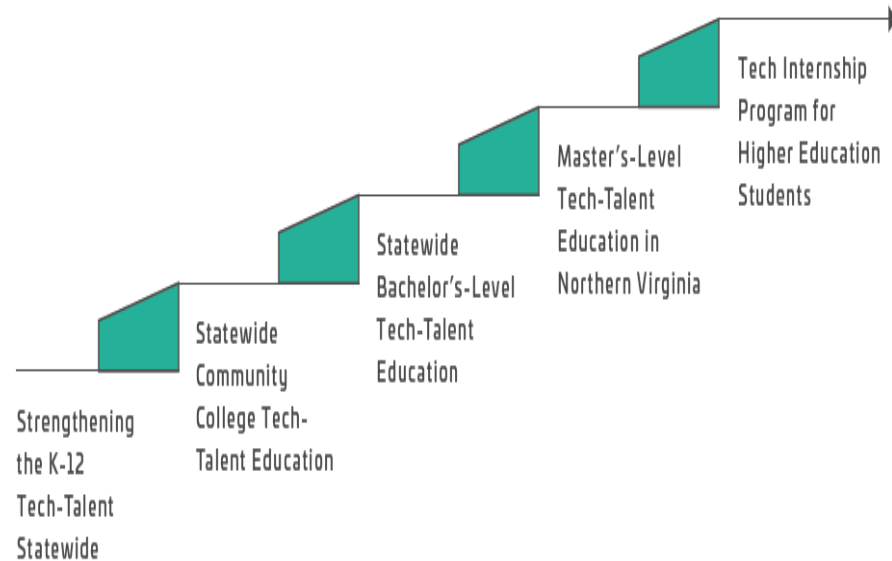 Strengthening
the K-12
Tech-Talent
Statewide
Statewide
Community
College Tech-
Talent Education
Statewide
Bachelor's-Level
Tech-Talent
Education
Master's-Level
Tech-Talent
Education in
Northern Virginia
Tech Internship
Program for
Higher Education
Students